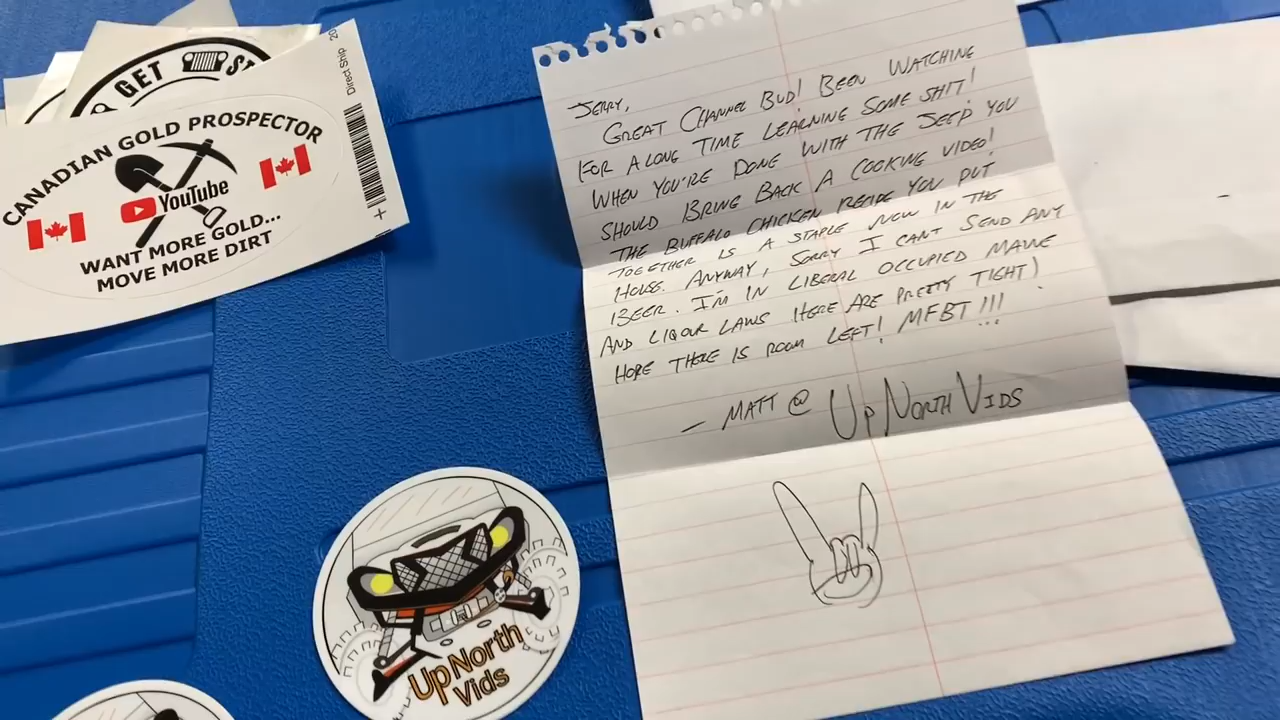 GET
ST
Direct Ship
20
CANADIAN GOLD PROSPECTOR
YouTube
WANT MORE GOLD...
MOVE MORE DIRT
JERRY,
GREAT CHANNEL BUD! BEEN WATCHING
FOR A LONG TIME LEARNING SOME SHIT!
WHEN YOU'RE DONE WITH THE JEEP YOU
SHOULD BRING BACK A COOKING VIDEO!
THE BUFFALO CHICKEN RECIPE YOU PUT
TOGETHER IS A STAPLE NOW IN THE
HOUSE. ANYWAY, SORRY I CANT SEND ANY
BEER. I'M IN LIBERAL OCCUPIED MAINE
AND LIQUOR LAWS HERE ARE PRETTY TIGHT)
HOPE THERE IS ROOM LEFT! MFBT!!!
— MATT @ UP NORTH VIDS
Up North
Vids